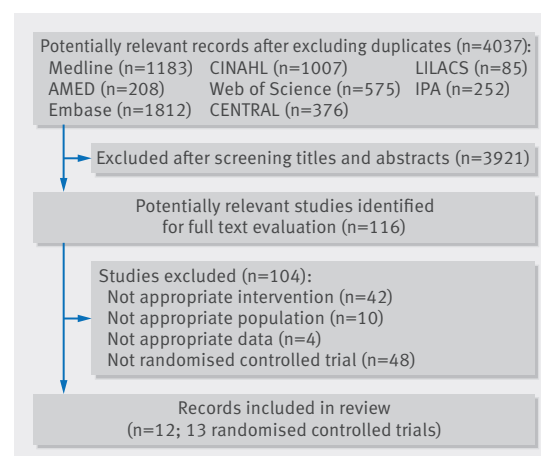 Potentially relevant records after excluding duplicates (n=4037):
Medline (n=1183) CINAHL (n=1007) LILACS (n=85)
AMED (n=208) Web of Science (n=575) IPA (n=252)
Embase (n=1812) CENTRAL (n=376)
Excluded after screening titles and abstracts (n=3921)
Potentially relevant studies identified
for full text evaluation (n=116)
Studies excluded (n=104):
Not appropriate intervention (n=42)
Not appropriate population (n=10)
Not appropriate data (n=4)
Not randomised controlled trial (n=48)
Records included in review
(n=12; 13 randomised controlled trials)